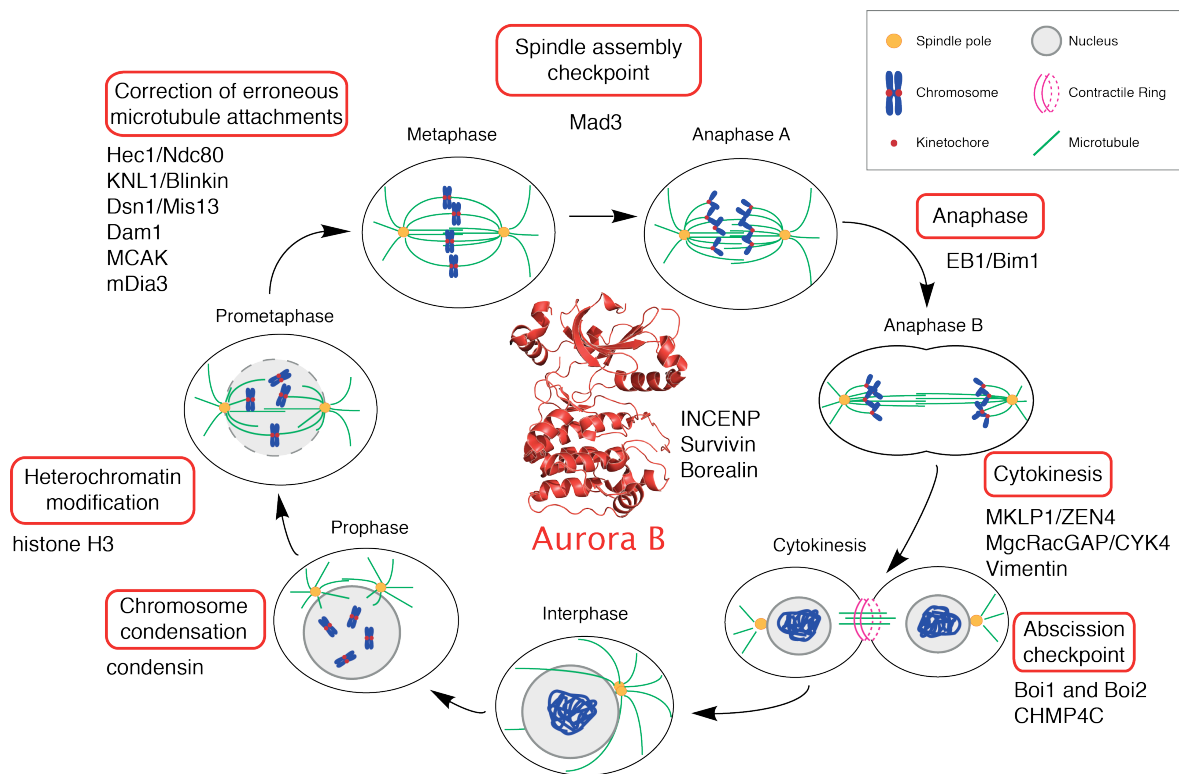 Spindle assembly
checkpoint
Mad3
Spindle pole
Nucleus
Chromosome
Contractile Ring
Kinetochore
Microtubule
Correction of erroneous
microtubule attachments
Hec1/Ndc80
KNL1/Blinkin
Dsn1/Mis13
Dam1
MCAK
mDia3
Metaphase
Anaphase A
Anaphase
EB1/Bim1
Prometaphase
Anaphase B
INCENP
Survivin
Borealin
Aurora B
Heterochromatin
modification
histone H3
Prophase
Cytokinesis
Cytokinesis
MKLP1/ZEN4
MgcRacGAP/CYK4
Vimentin
Chromosome
condensation
condensin
Interphase
Abscission
checkpoint
Boi1 and Boi2
CHMP4C